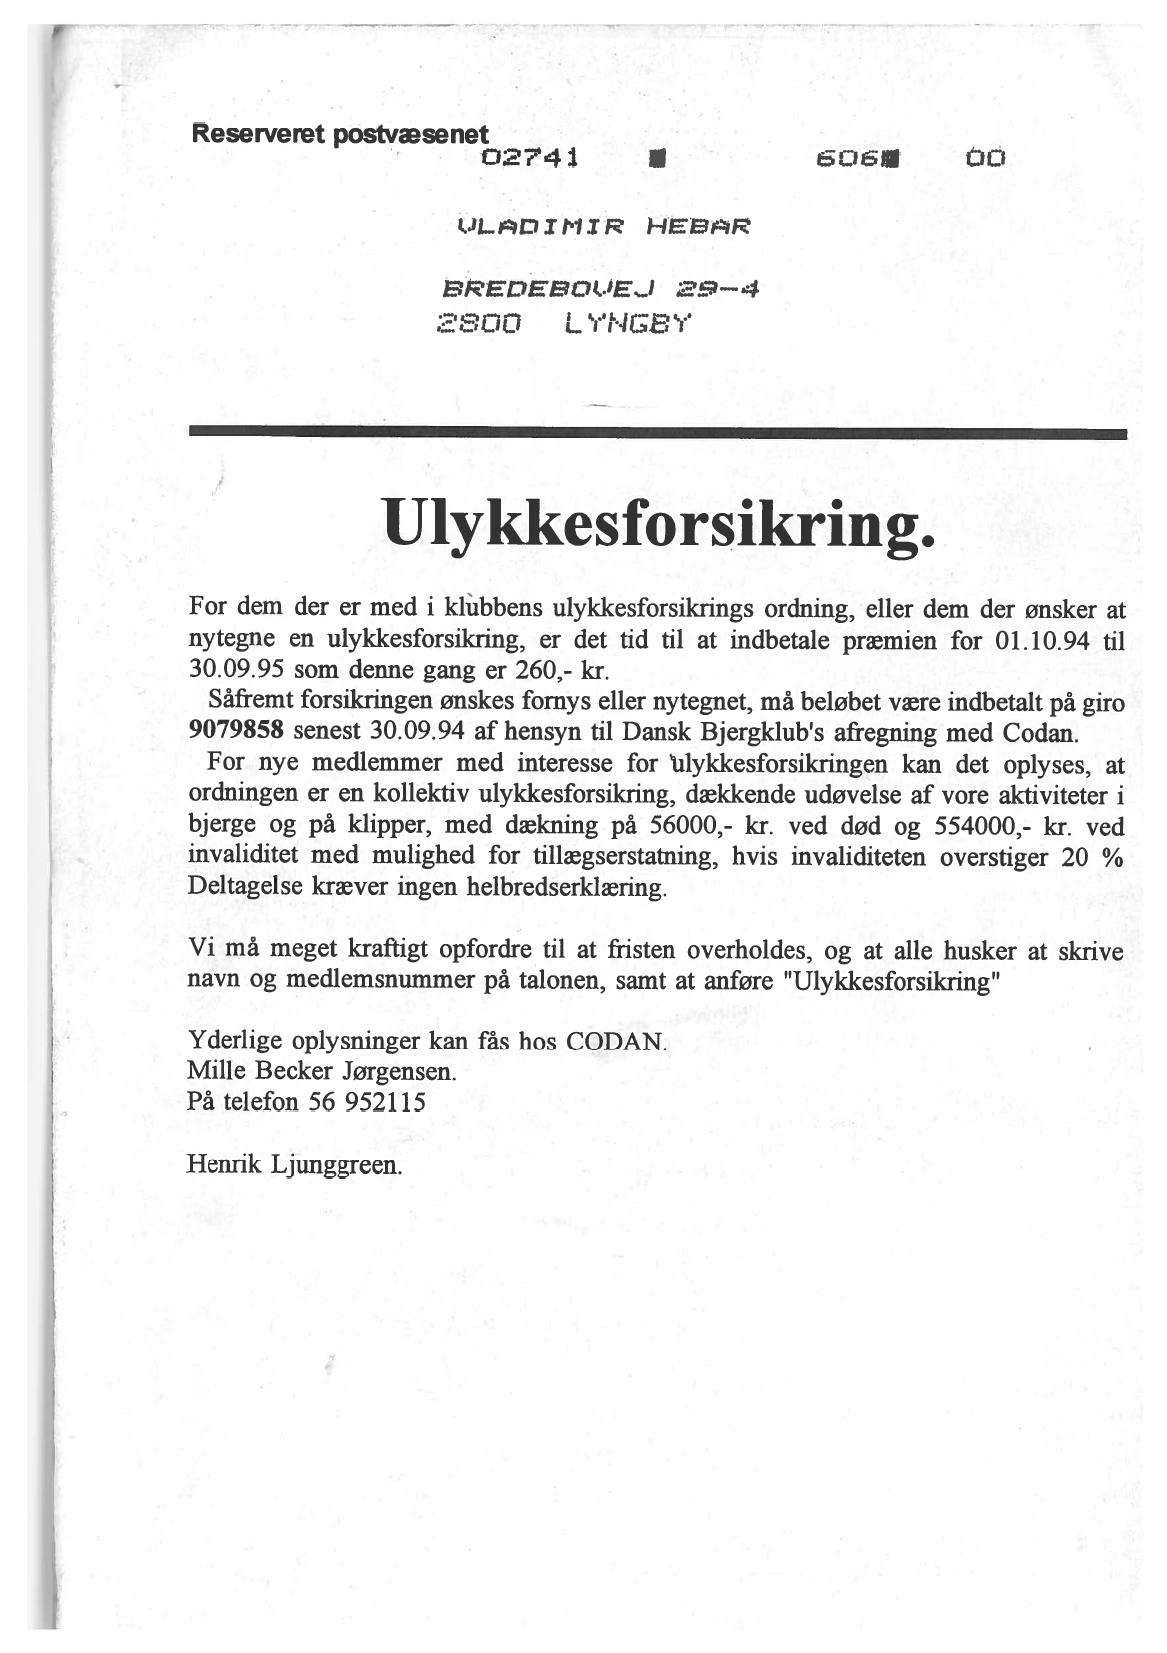 Reserveret postvæsenet
02741 606 00
VLADIMIR HEBAR
BREDEBOVEJ 29-4
2800 LYNGBY
Ulykkesforsikring.
For dem der er med i klubbens ulykkesforsikrings ordning, eller dem der ønsker at
nytegne en ulykkesforsikring, er det tid til at indbetale præmien for 01.10.94 til
30.09.95 som denne gang er 260,- kr.
Såfremt forsikringen ønskes fornys eller nytegnet, må beløbet være indbetalt på giro
9079858 senest 30.09.94 af hensyn til Dansk Bjergklub's afregning med Codan.
For nye medlemmer med interesse for ulykkesforsikringen kan det oplyses, at
ordningen er en kollektiv ulykkesforsikring, dækkende udøvelse af vore aktiviteter i
bjerge og på klipper, med dækning på 56000,- kr. ved død og 554000,- kr. ved
invaliditet med mulighed for tillægserstatning, hvis invaliditeten overstiger 20 %
Deltagelse kræver ingen helbredserklæring.
Vi må meget kraftigt opfordre til at fristen overholdes, og at alle husker at skrive
navn og medlemsnummer på talonen, samt at anføre "Ulykkesforsikring"
Yderlige oplysninger kan fås hos CODAN.
Mille Becker Jørgensen.
På telefon 56 952115
Henrik Ljunggreen.